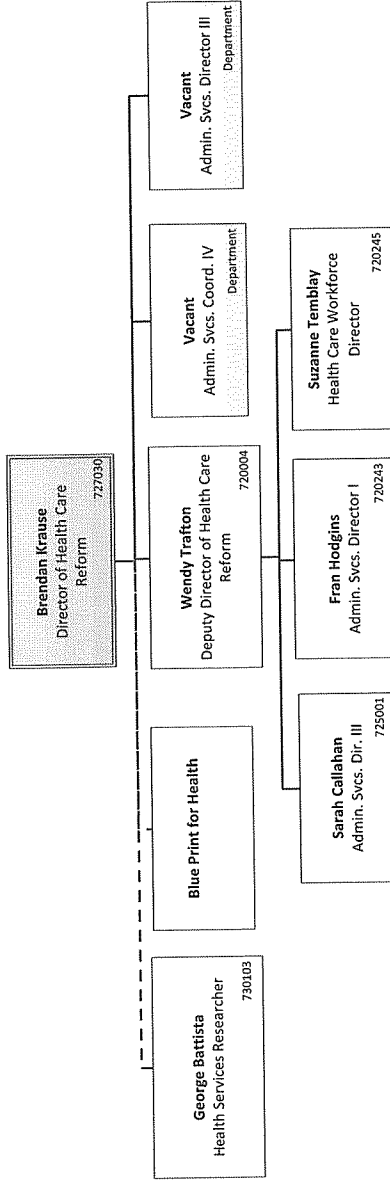 Brendan Krause
Director of Health Care
Reform
727030
George Battista
Health Services Researcher
730103
Blue Print for Health
Wendy Trafton
Deputy Director of Health Care
Reform
720004
Vacant
Admin. Svcs. Coord. IV
Department
Vacant
Admin. Svcs. Director III
Department
Sarah Callahan
Admin. Svcs. Dir. III
725001
Fran Hodgins
Admin. Svcs. Director I
720243
Suzanne Temblay
Health Care Workforce
Director
720245